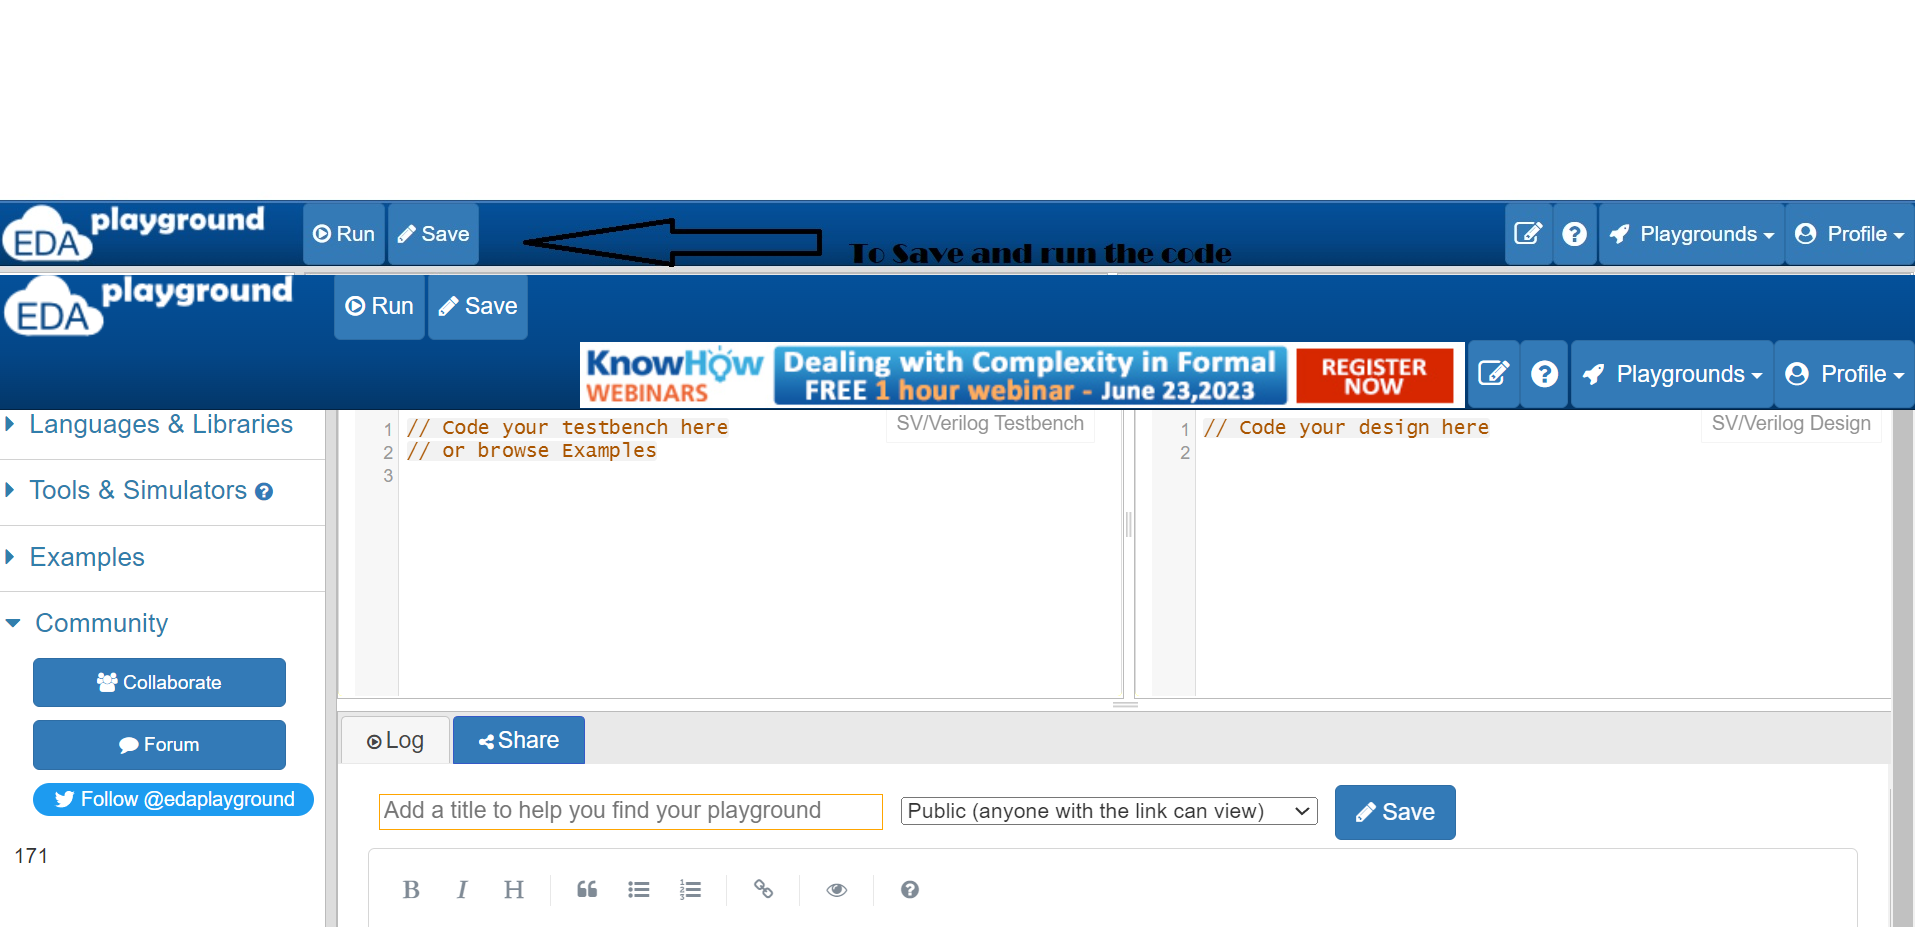 EDA playground
Run
Save
To Save and run the code
?
Playgrounds
Profile
EDA playground
Run
Save
KnowHow
WEBINARS
Dealing with Complexity in Formal
FREE 1 hour webinar - June 23,2023
REGISTER
NOW
?
Playgrounds
Profile
Languages & Libraries
Tools & Simulators ?
Examples
Community
Collaborate
Forum
Follow @edaplayground
171
1 // Code your testbench here
2 // or browse Examples
3
SV/Verilog Testbench
1 // Code your design here
2
SV/Verilog Design
Log
Share
Add a title to help you find your playground
Public (anyone with the link can view)
Save
B I H ?